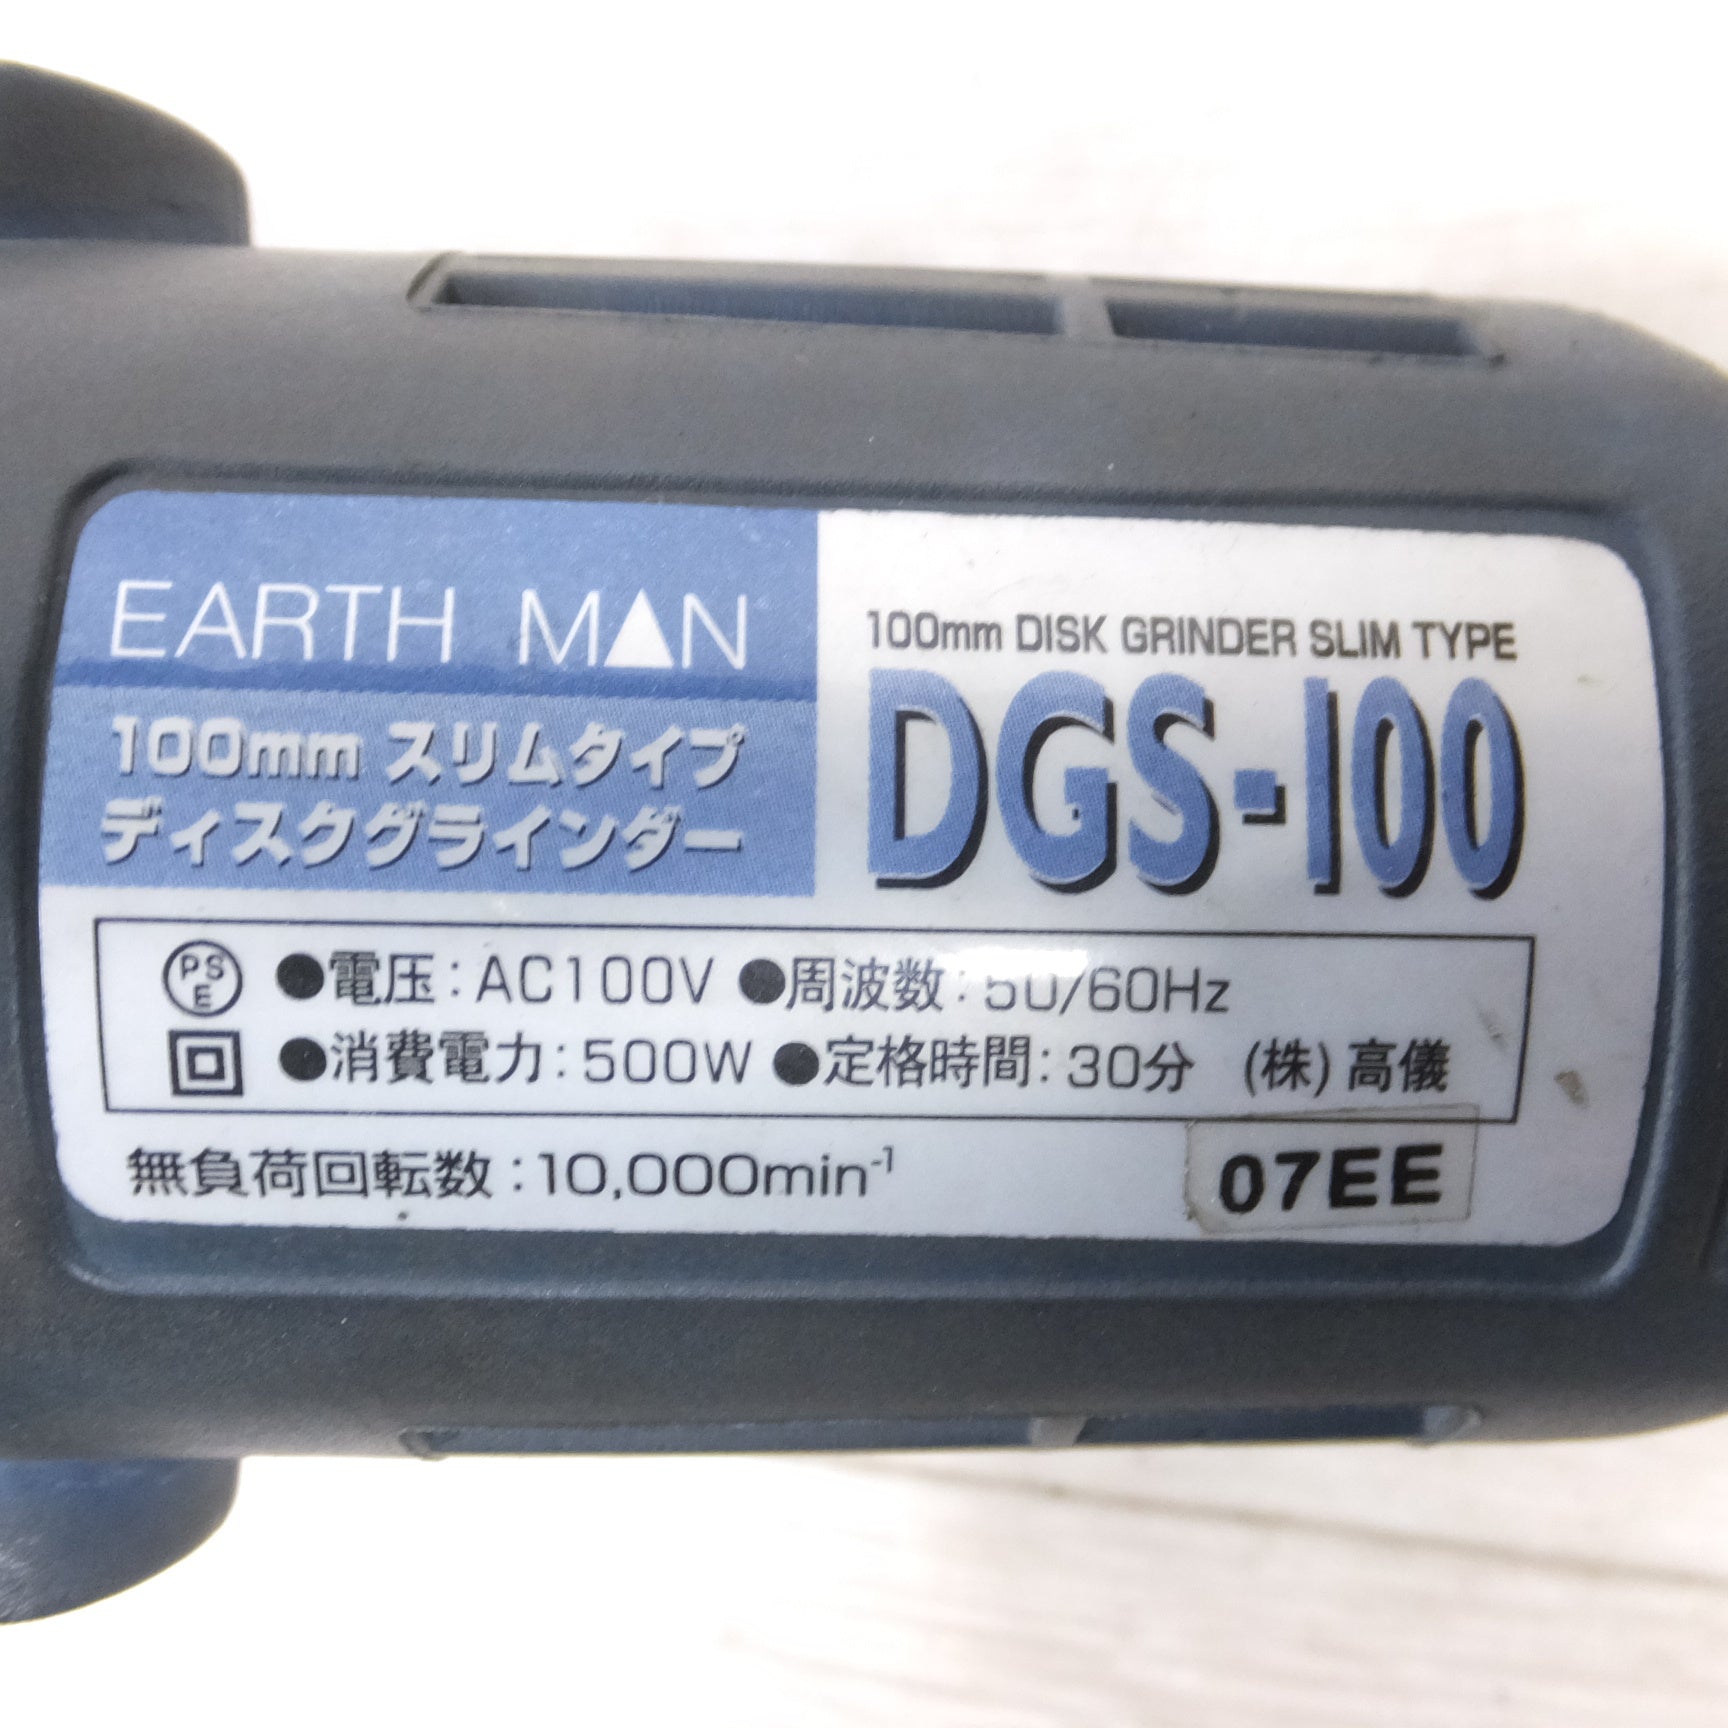 EARTH MAN
100mm スリムタイプ
ディスクグラインダー
100mm DISK GRINDER SLIM TYPE
DGS-100
PSE ●電圧:AC100V ●周波数:50/60Hz
●消費電力:500W ●定格時間:30分 (株)高儀
無負荷回転数:10,000min⁻¹
07EE